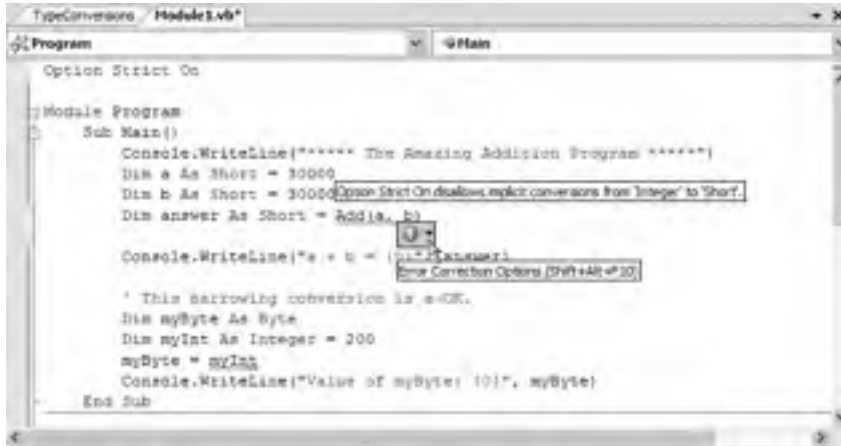 TypeConversions Module1.vb*
Program Main
Option Strict On
Module Program
Sub Main()
Console.WriteLine("***** The Amazing Addition Program *****")
Dim a As Short = 30000
Dim b As Short = 30000
Option Strict On disallows implicit conversions from 'Integer' to 'Short'.
Dim answer As Short = Add(a, b)
Console.WriteLine("a + b = answer)
Error Correction Options (Shift+Alt+F10)
' This narrowing conversion is a-OK.
Dim myByte As Byte
Dim myInt As Integer = 200
myByte = myInt
Console.WriteLine("Value of myByte: {0}", myByte)
End Sub